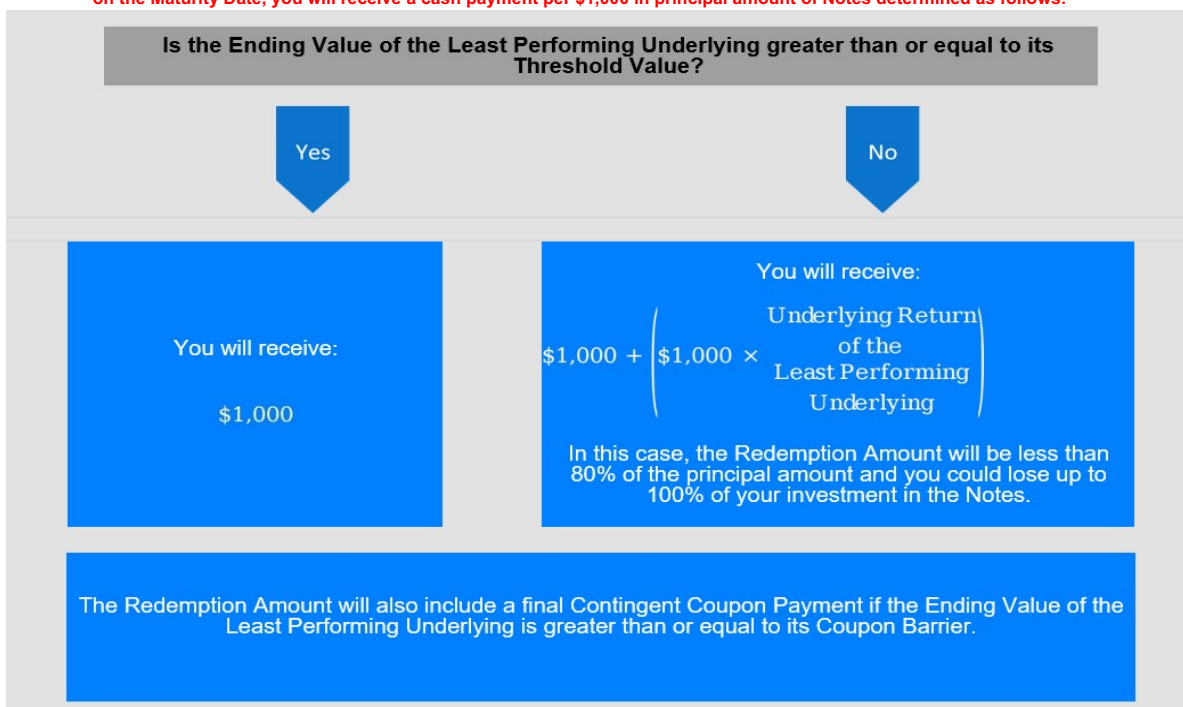 on the Maturity Date, you will receive a cash payment per $1,000 in principal amount of Notes determined as follows:
Is the Ending Value of the Least Performing Underlying greater than or equal to its
Threshold Value?
Yes
No
You will receive:
$1,000
You will receive:
$1,000 + ($1,000 × Underlying Return
of the
Least Performing
Underlying)
In this case, the Redemption Amount will be less than
80% of the principal amount and you could lose up to
100% of your investment in the Notes.
The Redemption Amount will also include a final Contingent Coupon Payment if the Ending Value of the
Least Performing Underlying is greater than or equal to its Coupon Barrier.